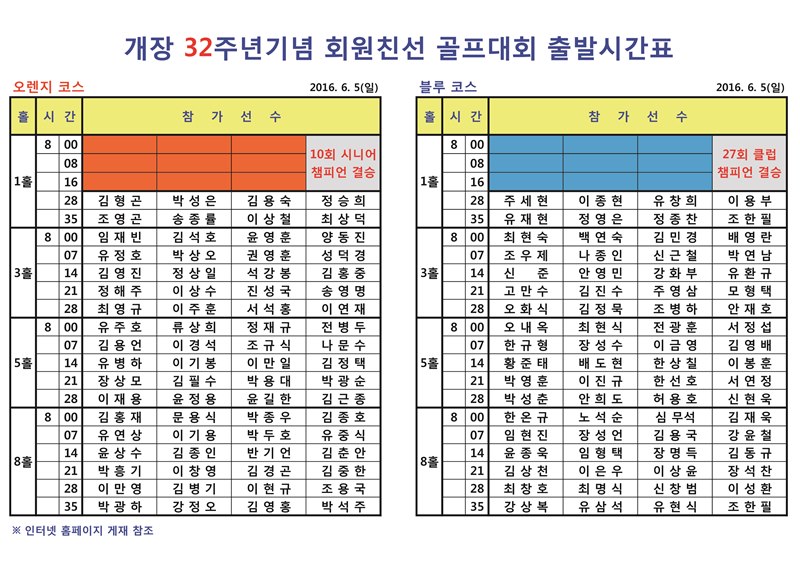 개장 32주년기념 회원친선 골프대회 출발시간표
오렌지 코스 2016. 6. 5(일)
홀 시 간 참 가 선 수
1홀 8 00 10회 시니어 챔피언 결승
08
16
28 김형곤 박성은 김용숙 정승희
35 조영곤 송종률 이상철 최상덕
3홀 8 00 임재빈 김석호 윤영훈 양동진
07 유정호 박상오 권영훈 성덕경
14 김영진 정상일 석강봉 김홍중
21 정해주 이상수 진성국 송영명
28 최영규 이주훈 서석홍 이연재
5홀 8 00 유주호 류상희 정재규 전병두
07 김용언 이경석 조규식 나문수
14 유병하 이기봉 이만일 김정택
21 장상모 김필수 박용대 박광순
28 이재용 윤정용 윤길한 김근종
8홀 8 00 김홍재 문용식 박종우 김종호
07 유연상 이기용 박두호 유중식
14 윤상수 김종인 반기언 김춘안
21 박흥기 이창영 김경곤 김중한
28 이만영 김병기 이현규 조용국
35 박광하 강정오 김영홍 박석주
※ 인터넷 홈페이지 게재 참조
블루 코스 2016. 6. 5(일)
홀 시 간 참 가 선 수
1홀 8 00 27회 클럽 챔피언 결승
08
16
28 주세현 이종현 유창희 이용부
35 유재현 정영은 정종찬 조한필
3홀 8 00 최현숙 백연숙 김민경 배영란
07 조우제 나종인 신근철 박연남
14 신 준 안영민 강화부 유환규
21 고만수 김진수 주영삼 모형택
28 오화식 김정묵 조병하 안재호
5홀 8 00 오내옥 최현식 전광훈 서정섭
07 한규형 장성수 이금영 김영배
14 황준태 배도현 한상칠 이봉훈
21 박영훈 이진규 한선호 서연정
28 박성춘 안희도 허용호 신현욱
8홀 8 00 한온규 노석순 심무석 김재욱
07 임현진 장성언 김용국 강윤철
14 윤종욱 임형택 장명득 김동규
21 김상천 이은우 이상윤 장석찬
28 최창호 최명식 신창범 이성환
35 강상복 유삼석 유현식 조한필